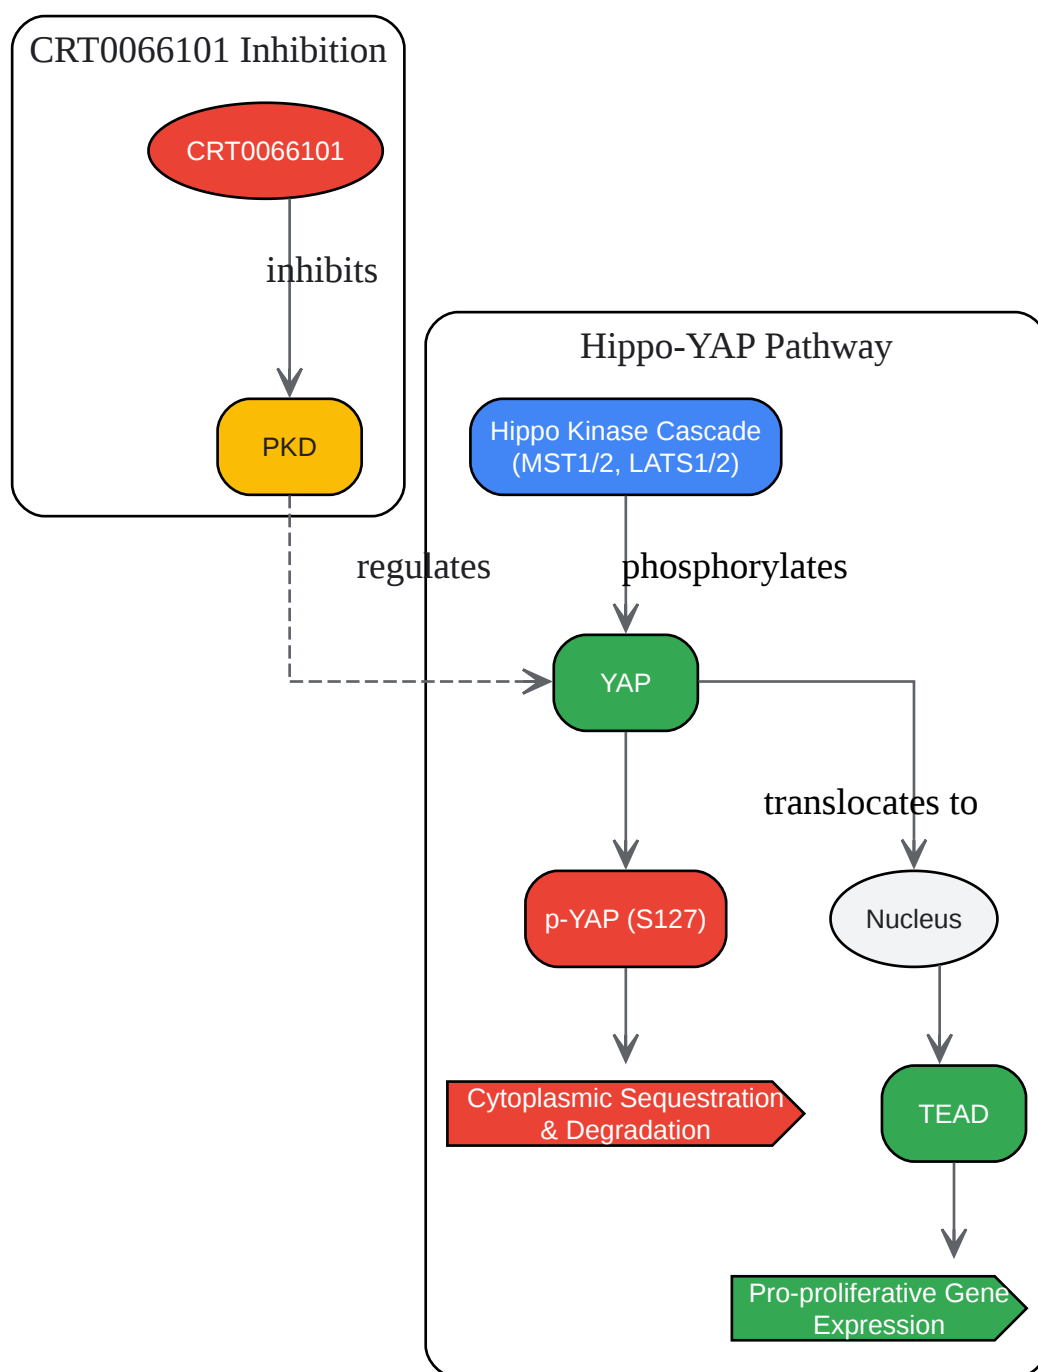 CRT0066101 Inhibition
CRT0066101
inhibits
PKD
regulates
Hippo-YAP Pathway
Hippo Kinase Cascade
(MST1/2, LATS1/2)
phosphorylates
YAP
translocates to
p-YAP (S127)
Nucleus
Cytoplasmic Sequestration
& Degradation
TEAD
Pro-proliferative Gene
Expression